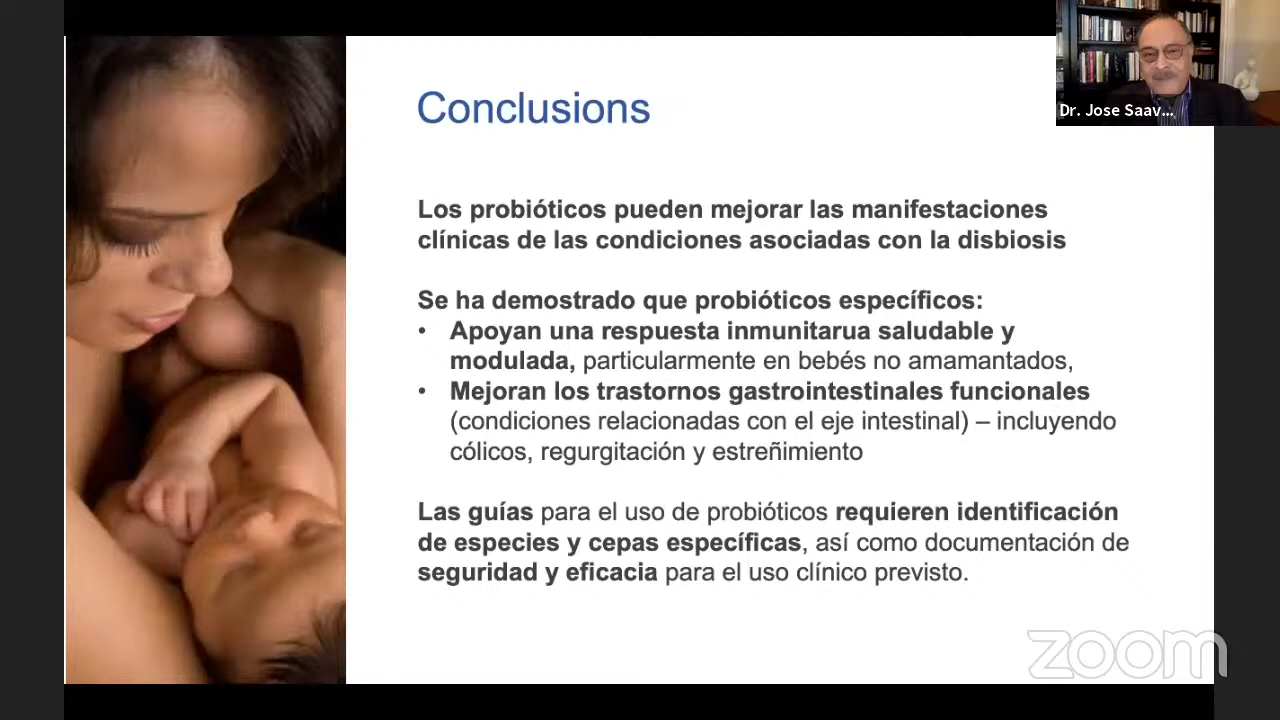 Conclusions
Dr. Jose Saav...
Los probióticos pueden mejorar las manifestaciones
clínicas de las condiciones asociadas con la disbiosis
Se ha demostrado que probióticos específicos:
• Apoyan una respuesta inmunitarua saludable y
modulada, particularmente en bebés no amamantados,
• Mejoran los trastornos gastrointestinales funcionales
(condiciones relacionadas con el eje intestinal) – incluyendo
cólicos, regurgitación y estreñimiento
Las guías para el uso de probióticos requieren identificación
de especies y cepas específicas, así como documentación de
seguridad y eficacia para el uso clínico previsto.
zoom